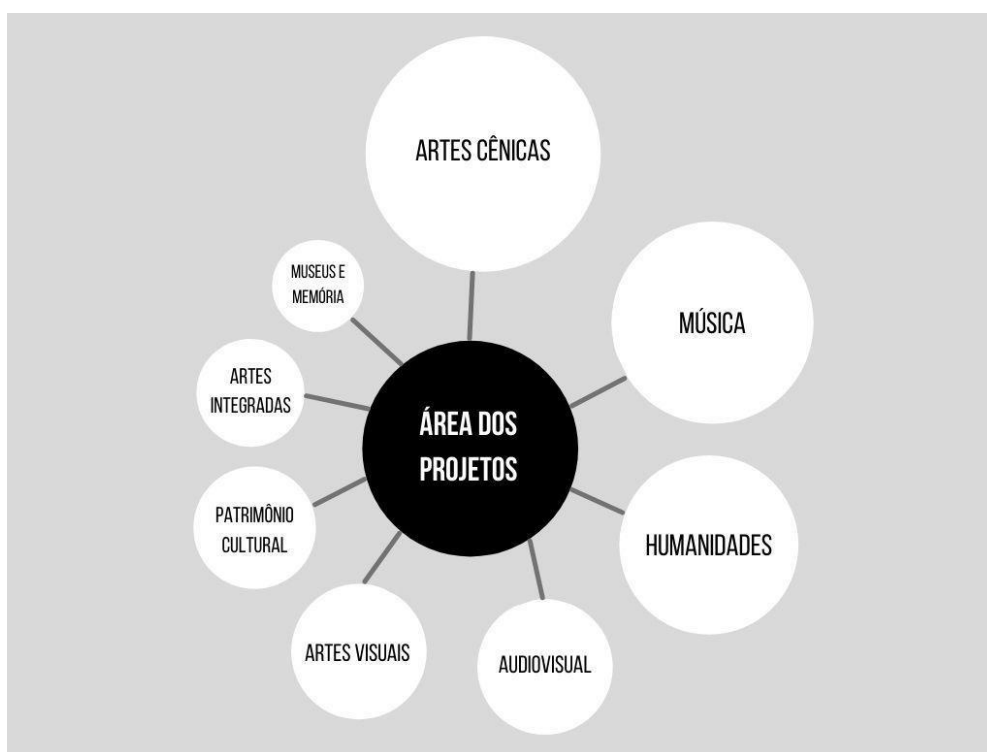 ARTES CÊNICAS
MÚSICA
HUMANIDADES
AUDIOVISUAL
ARTES VISUAIS
PATRIMÔNIO
CULTURAL
ARTES
INTEGRADAS
MUSEUS E
MEMÓRIA
ÁREA DOS
PROJETOS